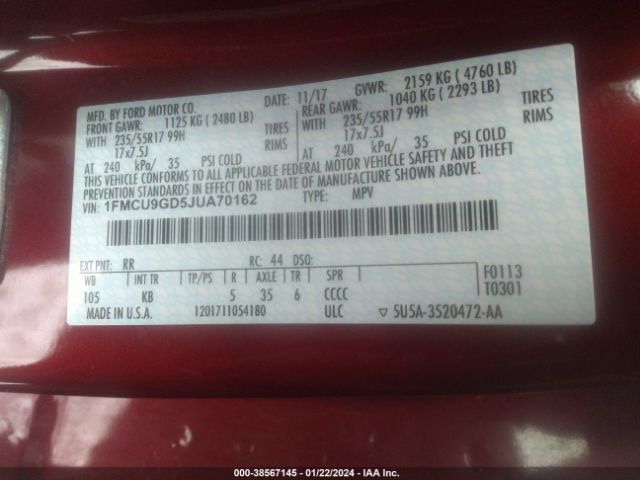 MFD. BY FORD MOTOR CO.
DATE: 11/17 GVWR: 2159 KG ( 4760 LB)
FRONT GAWR: 1125 KG ( 2480 LB) REAR GAWR: 1040 KG ( 2293 LB)
WITH 235/55R17 99H TIRES WITH 235/55R17 99H TIRES
17x7.5J RIMS 17x7.5J RIMS
AT 240 kPa/ 35 PSI COLD AT 240 kPa/ 35 PSI COLD
THIS VEHICLE CONFORMS TO ALL APPLICABLE FEDERAL MOTOR VEHICLE SAFETY AND THEFT
PREVENTION STANDARDS IN EFFECT ON THE DATE OF MANUFACTURE SHOWN ABOVE.
VIN: 1FMCU9GD5JUA70162 TYPE: MPV
EXT PNT: RR RC: 44 DSO: F0113
WB INT TR TP/PS R AXLE TR SPR T0301
105 KB 5 35 6 CCCC
MADE IN U.S.A. 1201711054180 ULC ▽ 5U5A-3520472-AA
000-38567145 - 01/22/2024 - IAA Inc.